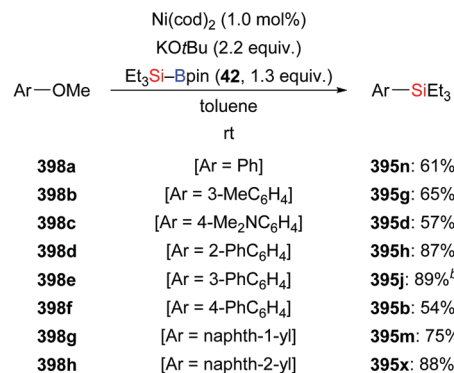 Ni(cod)2 (1.0 mol%)
KOtBu (2.2 equiv.)
Et3Si–Bpin (42, 1.3 equiv.)
Ar—OMe
Ar—SiEt3
toluene
rt
398a [Ar = Ph] 395n: 61%
398b [Ar = 3-MeC6H4] 395g: 65%
398c [Ar = 4-Me2NC6H4] 395d: 57%
398d [Ar = 2-PhC6H4] 395h: 87%
398e [Ar = 3-PhC6H4] 395j: 89%b
398f [Ar = 4-PhC6H4] 395b: 54%
398g [Ar = naphth-1-yl] 395m: 75%
398h [Ar = naphth-2-yl] 395x: 88%